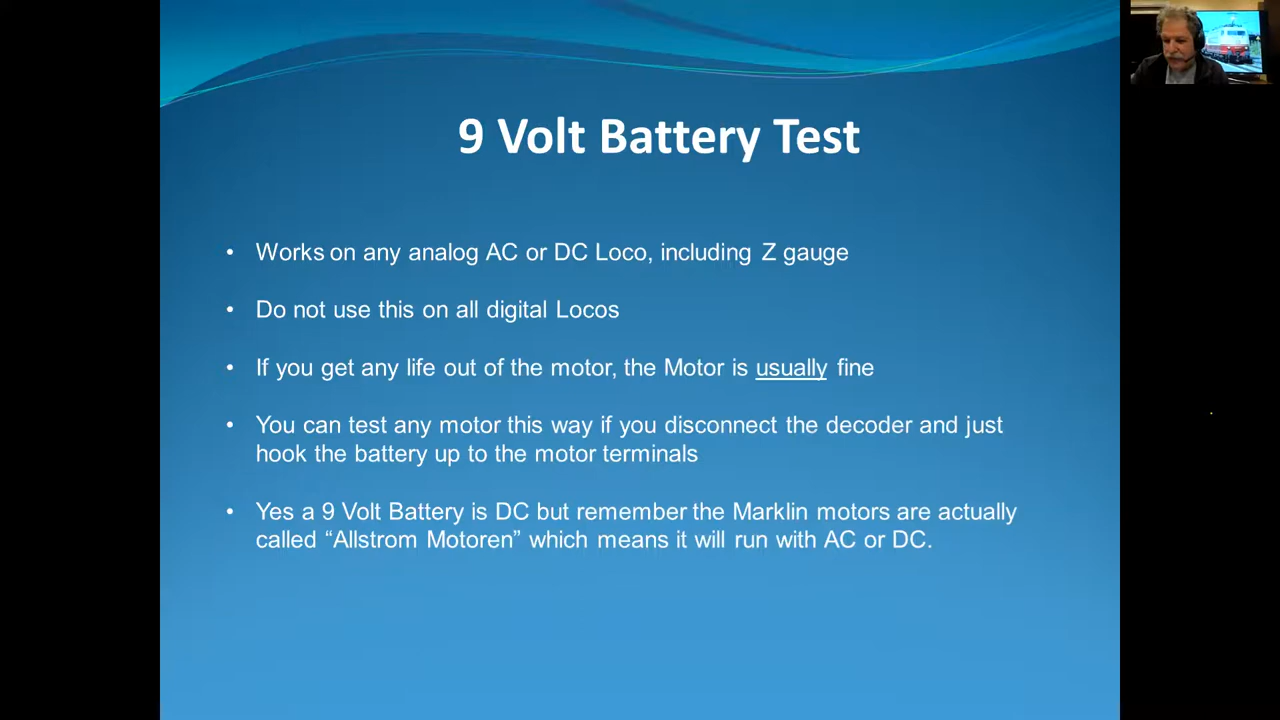 9 Volt Battery Test
• Works on any analog AC or DC Loco, including Z gauge
• Do not use this on all digital Locos
• If you get any life out of the motor, the Motor is usually fine
• You can test any motor this way if you disconnect the decoder and just
hook the battery up to the motor terminals
• Yes a 9 Volt Battery is DC but remember the Marklin motors are actually
called “Allstrom Motoren” which means it will run with AC or DC.